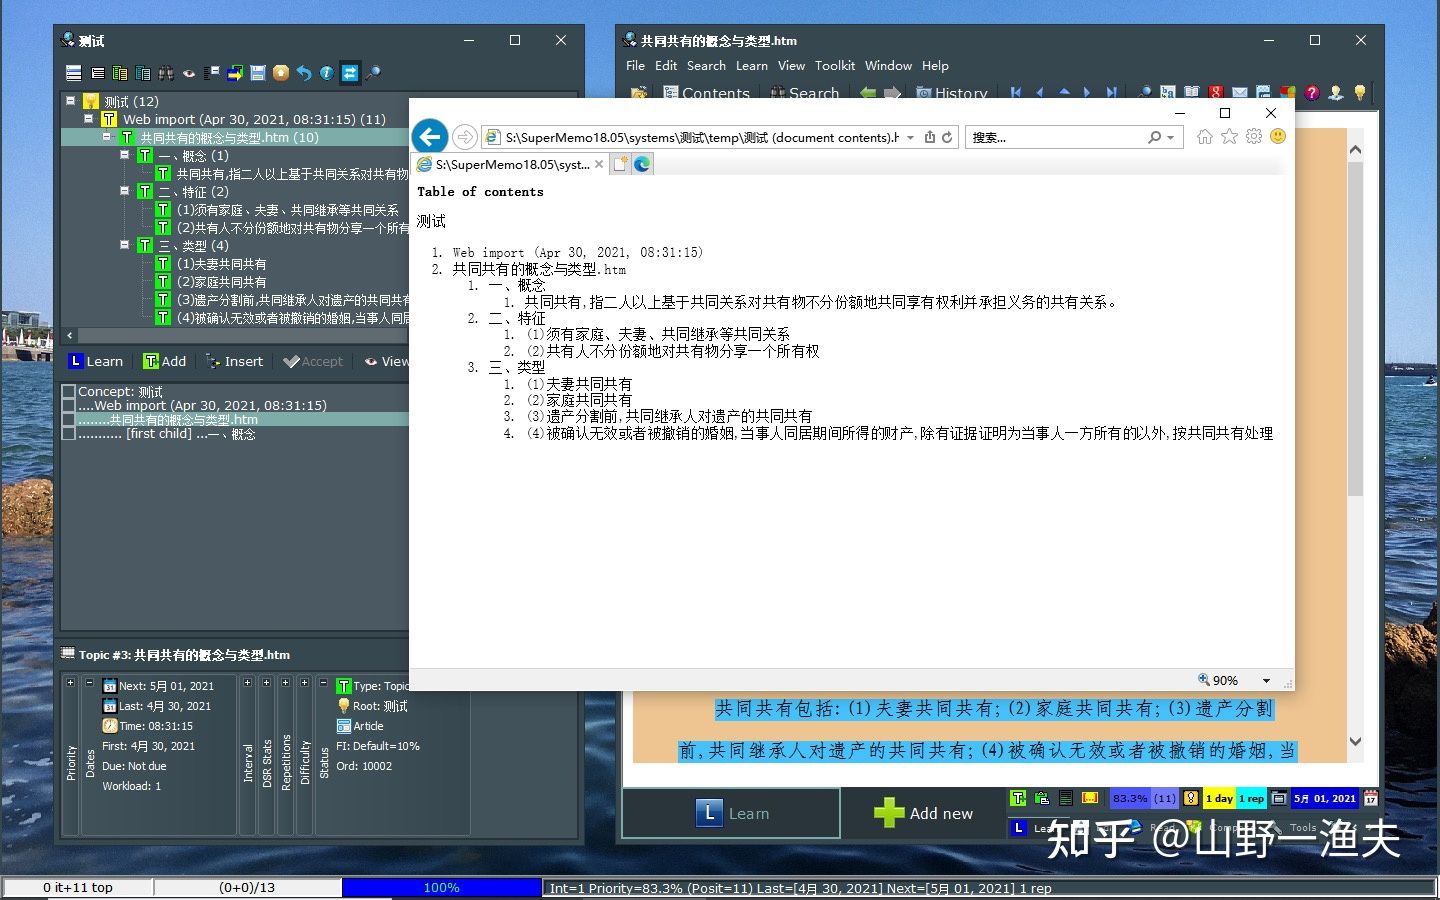 测试
测试 (12)
Web import (Apr 30, 2021, 08:31:15) (11)
共同共有的概念与类型.htm (10)
一、概念 (1)
共同共有,指二人以上基于共同关系对共有物
二、特征 (2)
(1)须有家庭、夫妻、共同继承等共同关系
(2)共有人不分份额地对共有物分享一个所有
三、类型 (4)
(1)夫妻共同共有
(2)家庭共同共有
(3)遗产分割前,共同继承人对遗产的共同共有
(4)被确认无效或者被撤销的婚姻,当事人同居
Learn Add Insert Accept View
Concept: 测试
....Web import (Apr 30, 2021, 08:31:15)
........共同共有的概念与类型.htm
........... [first child] ...一、概念
Topic #3: 共同共有的概念与类型.htm
Priority
Dates
Next: 5月 01, 2021
Last: 4月 30, 2021
Time: 08:31:15
First: 4月 30, 2021
Due: Not due
Workload: 1
Interval
DSR Stats
Repetitions
Difficulty
Status
Type: Topic
Root: 测试
Article
FI: Default=10%
Ord: 10002
共同共有的概念与类型.htm
File Edit Search Learn View Toolkit Window Help
Contents Search History
S:\SuperMemo18.05\systems\测试\temp\测试 (document contents).h
搜索...
S:\SuperMemo18.05\syst...
Table of contents
测试
1. Web import (Apr 30, 2021, 08:31:15)
2. 共同共有的概念与类型.htm
1. 一、概念
1. 共同共有,指二人以上基于共同关系对共有物不分份额地共同享有权利并承担义务的共有关系。
2. 二、特征
1. (1)须有家庭、夫妻、共同继承等共同关系
2. (2)共有人不分份额地对共有物分享一个所有权
3. 三、类型
1. (1)夫妻共同共有
2. (2)家庭共同共有
3. (3)遗产分割前,共同继承人对遗产的共同共有
4. (4)被确认无效或者被撤销的婚姻,当事人同居期间所得的财产,除有证据证明为当事人一方所有的以外,按共同共有处理
90%
共同共有包括: (1)夫妻共同共有; (2)家庭共同共有; (3)遗产分割
前,共同继承人对遗产的共同共有; (4)被确认无效或者被撤销的婚姻,当
Learn
Add new
83.3% (11) 1 day 1 rep 5月 01, 2021
Tools
知乎 @山野一渔夫
0 it+11 top
(0+0)/13
100%
Int=1 Priority=83.3% (Posit=11) Last=[4月 30, 2021] Next=[5月 01, 2021] 1 rep